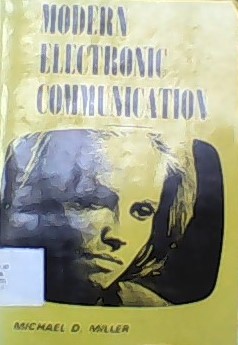 MODERN
ELECTRONIC
COMMUNICATION
MICHAEL D. MILLER